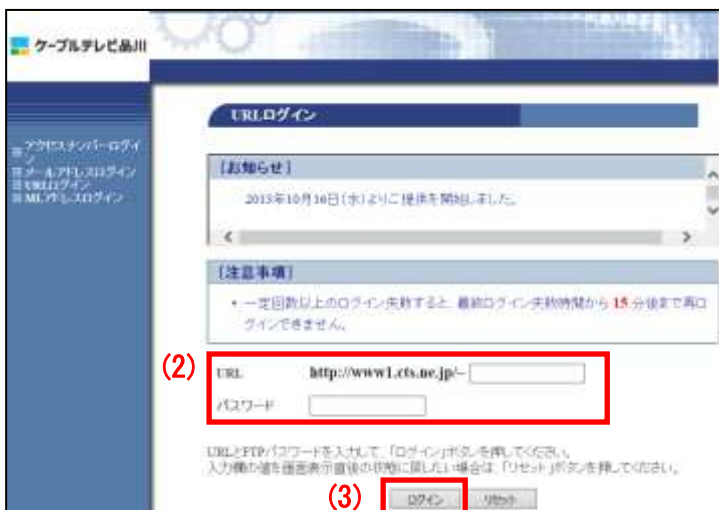 ケーブルテレビ品川
URLログイン
アクセスナンバーログイ
ン
メールアドレスログイン
URLログイン
MLアドレスログイン
[お知らせ]
2013年10月16日(水)よりご提供を開始しました。
[注意事項]
・一定回数以上のログイン失敗すると、最終ログイン失敗時間から 15 分後まで再ロ
グインできません。
(2)
URL http://www1.cts.ne.jp/~
パスワード
URLとFTPパスワードを入力して、「ログイン」ボタンを押してください。
入力欄の値を画面表示直後の状態に戻したい場合は、「リセット」ボタンを押してください。
(3)
ログイン リセット